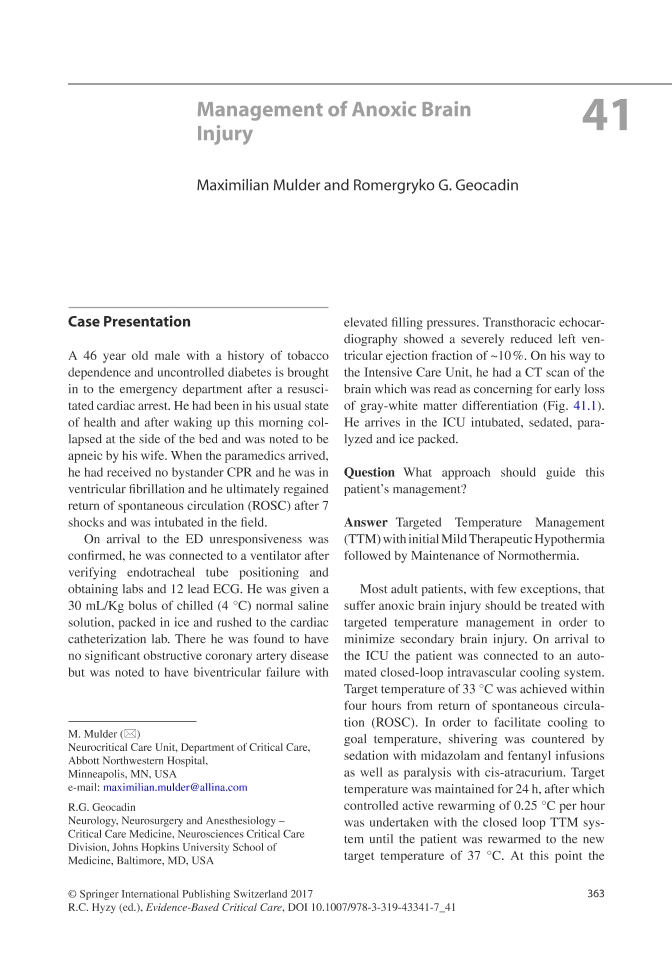 Management of Anoxic Brain
Injury
41
Maximilian Mulder and Romergryko G. Geocadin
Case Presentation
A 46 year old male with a history of tobacco
dependence and uncontrolled diabetes is brought
in to the emergency department after a resusci-
tated cardiac arrest. He had been in his usual state
of health and after waking up this morning col-
lapsed at the side of the bed and was noted to be
apneic by his wife. When the paramedics arrived,
he had received no bystander CPR and he was in
ventricular fibrillation and he ultimately regained
return of spontaneous circulation (ROSC) after 7
shocks and was intubated in the field.
On arrival to the ED unresponsiveness was
confirmed, he was connected to a ventilator after
verifying endotracheal tube positioning and
obtaining labs and 12 lead ECG. He was given a
30 mL/Kg bolus of chilled (4 °C) normal saline
solution, packed in ice and rushed to the cardiac
catheterization lab. There he was found to have
no significant obstructive coronary artery disease
but was noted to have biventricular failure with
M. Mulder (✉)
Neurocritical Care Unit, Department of Critical Care,
Abbott Northwestern Hospital,
Minneapolis, MN, USA
e-mail: maximilian.mulder@allina.com
R.G. Geocadin
Neurology, Neurosurgery and Anesthesiology –
Critical Care Medicine, Neurosciences Critical Care
Division, Johns Hopkins University School of
Medicine, Baltimore, MD, USA
elevated filling pressures. Transthoracic echocar-
diography showed a severely reduced left ven-
tricular ejection fraction of ~10%. On his way to
the Intensive Care Unit, he had a CT scan of the
brain which was read as concerning for early loss
of gray-white matter differentiation (Fig. 41.1).
He arrives in the ICU intubated, sedated, para-
lyzed and ice packed.
Question What approach should guide this
patient's management?
Answer Targeted Temperature Management
(TTM) with initial Mild Therapeutic Hypothermia
followed by Maintenance of Normothermia.
Most adult patients, with few exceptions, that
suffer anoxic brain injury should be treated with
targeted temperature management in order to
minimize secondary brain injury. On arrival to
the ICU the patient was connected to an auto-
mated closed-loop intravascular cooling system.
Target temperature of 33 °C was achieved within
four hours from return of spontaneous circula-
tion (ROSC). In order to facilitate cooling to
goal temperature, shivering was countered by
sedation with midazolam and fentanyl infusions
as well as paralysis with cis-atracurium. Target
temperature was maintained for 24 h, after which
controlled active rewarming of 0.25 °C per hour
was undertaken with the closed loop TTM sys-
tem until the patient was rewarmed to the new
target temperature of 37 °C. At this point the
© Springer International Publishing Switzerland 2017
R.C. Hyzy (ed.), Evidence-Based Critical Care, DOI 10.1007/978-3-319-43341-7_41
363